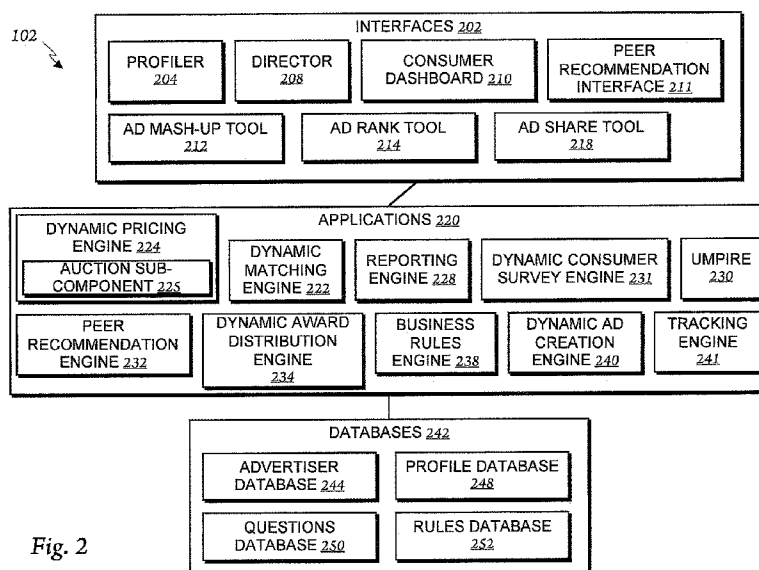 102
INTERFACES 202
PROFILER
204
DIRECTOR
208
CONSUMER
DASHBOARD 210
PEER
RECOMMENDATION
INTERFACE 211
AD MASH-UP TOOL
212
AD RANK TOOL
214
AD SHARE TOOL
218
APPLICATIONS 220
DYNAMIC PRICING
ENGINE 224
AUCTION SUB-
COMPONENT 225
DYNAMIC
MATCHING
ENGINE 222
REPORTING
ENGINE 228
DYNAMIC CONSUMER
SURVEY ENGINE 231
UMPIRE
230
PEER
RECOMMENDATION
ENGINE 232
DYNAMIC AWARD
DISTRIBUTION
ENGINE
234
BUSINESS
RULES
ENGINE 238
DYNAMIC AD
CREATION
ENGINE 240
TRACKING
ENGINE
241
DATABASES 242
ADVERTISER
DATABASE 244
PROFILE DATABASE
248
QUESTIONS
DATABASE 250
RULES DATABASE
252
Fig. 2